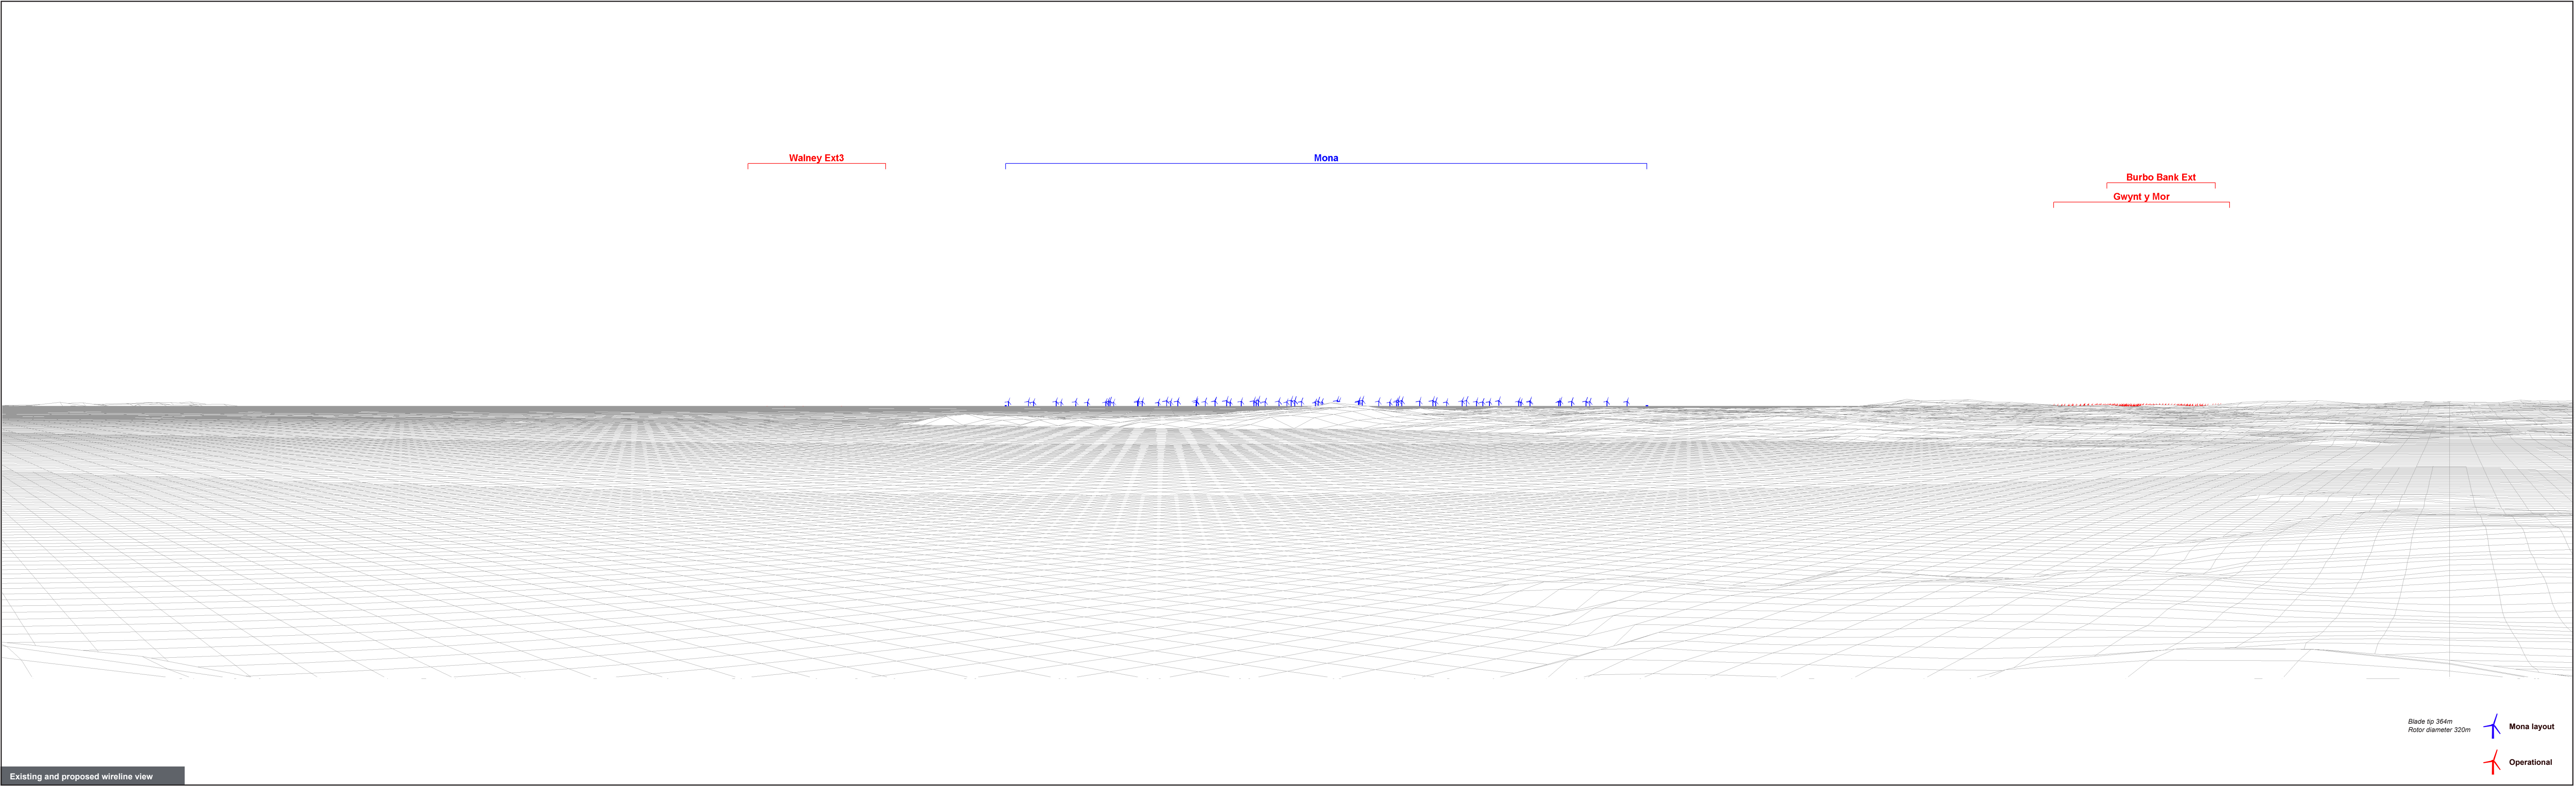 Walney Ext3
Mona
Burbo Bank Ext
Gwynt y Mor
Blade tip 364m
Rotor diameter 320m
Mona layout
Operational
Existing and proposed wireline view